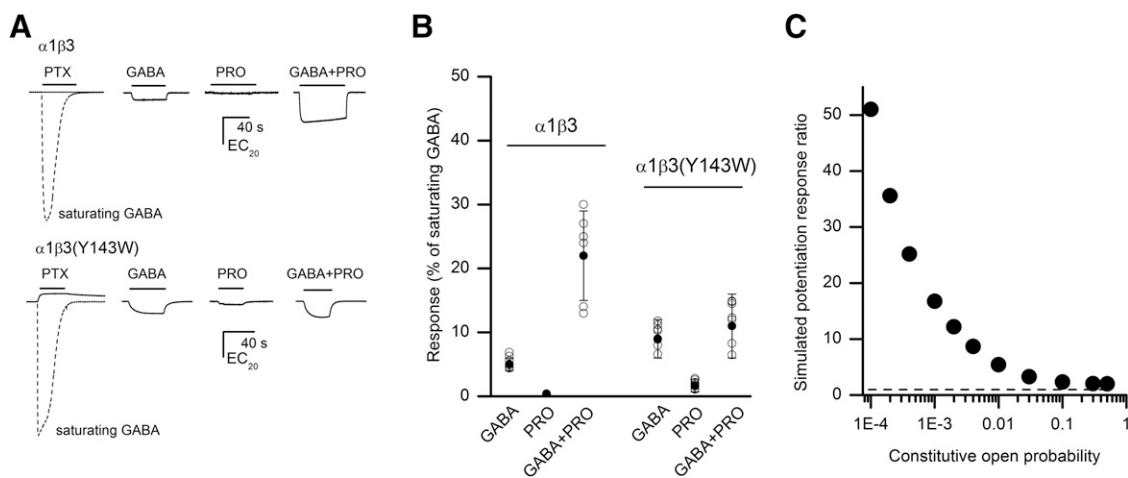 A
α1β3
PTX GABA PRO GABA+PRO
40 s
EC20
saturating GABA
α1β3(Y143W)
PTX GABA PRO GABA+PRO
40 s
EC20
saturating GABA
B
Response (% of saturating GABA)
50
40
30
20
10
0
α1β3
α1β3(Y143W)
GABA PRO GABA+PRO GABA PRO GABA+PRO
C
Simulated potentiation response ratio
50
40
30
20
10
0
1E-4 1E-3 0.01 0.1 1
Constitutive open probability